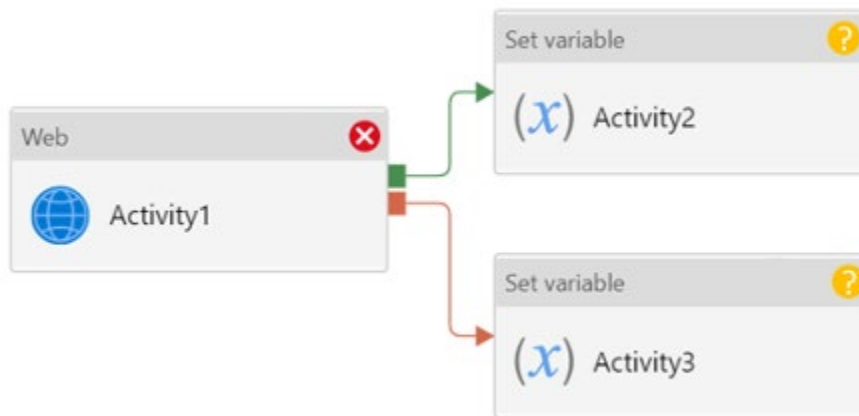 Set variable
?
(x) Activity2
Web
Activity1
Set variable
?
(x) Activity3